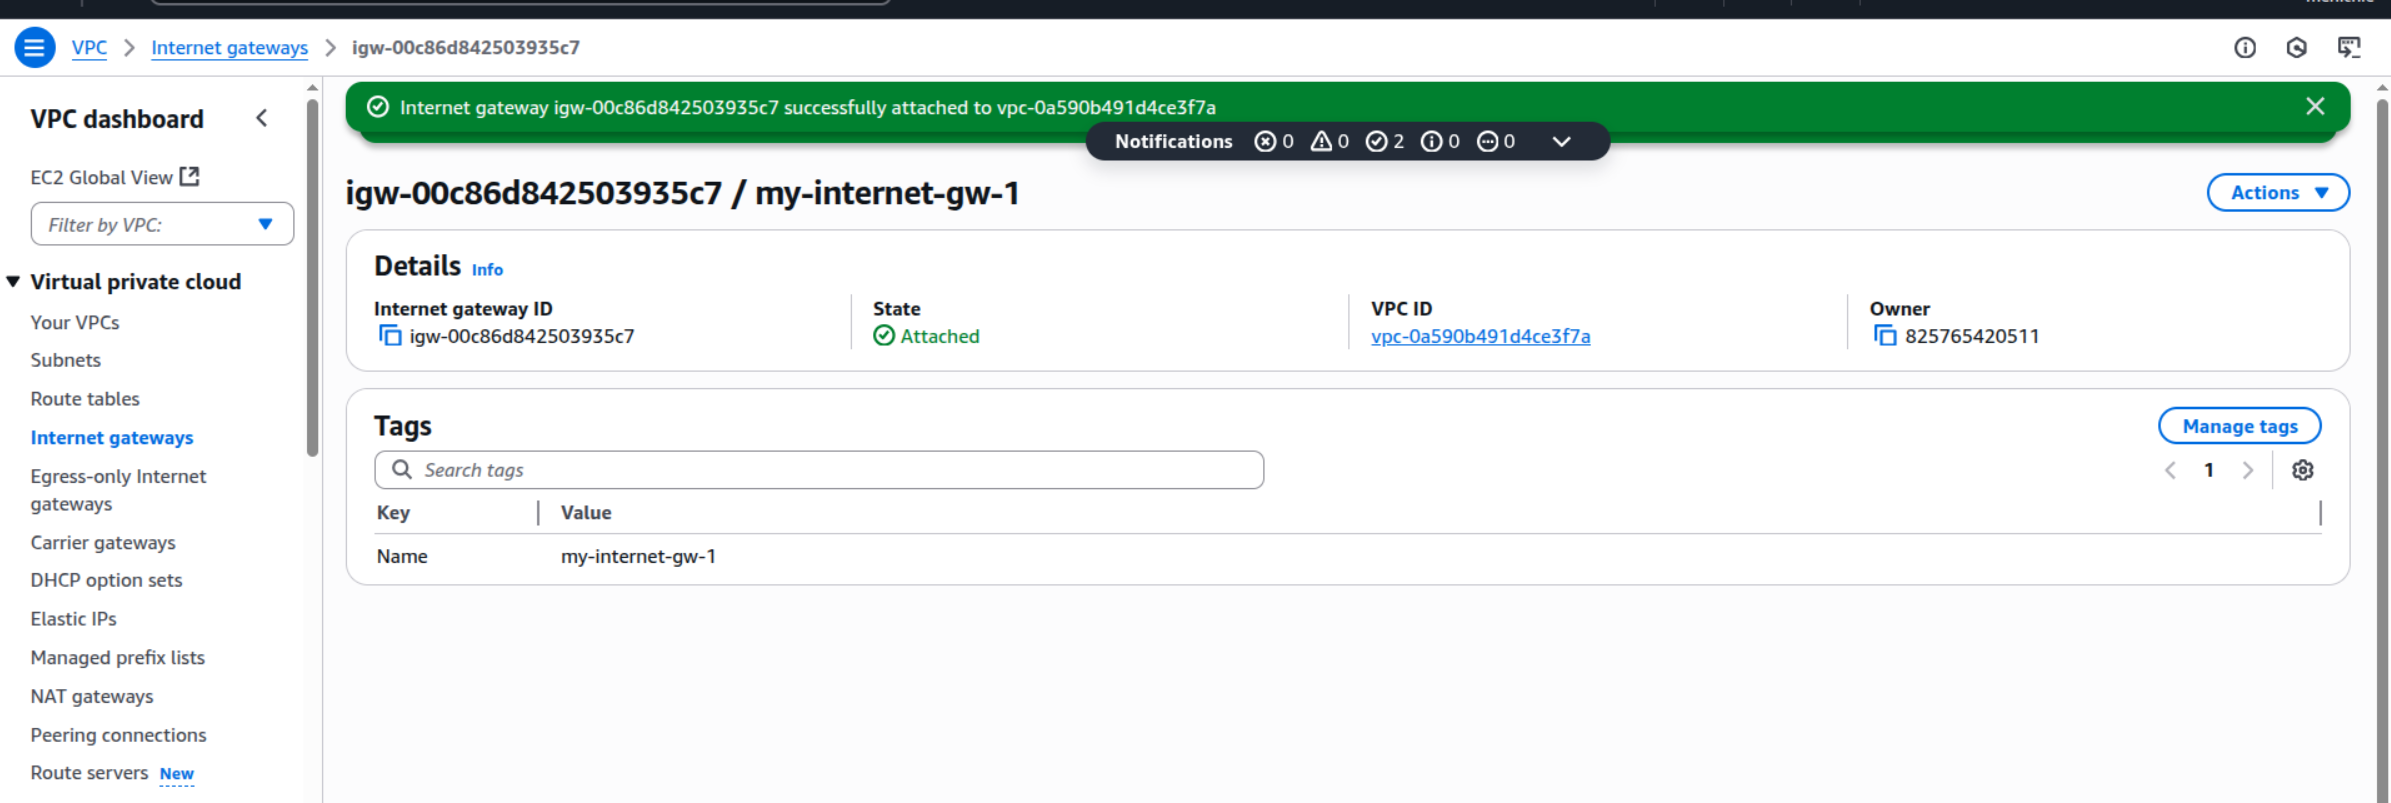 VPC > Internet gateways > igw-00c86d842503935c7
VPC dashboard
EC2 Global View
Filter by VPC:
Virtual private cloud
Your VPCs
Subnets
Route tables
Internet gateways
Egress-only Internet
gateways
Carrier gateways
DHCP option sets
Elastic IPs
Managed prefix lists
NAT gateways
Peering connections
Route servers New
Internet gateway igw-00c86d842503935c7 successfully attached to vpc-0a590b491d4ce3f7a
Notifications 0 0 2 0 0
igw-00c86d842503935c7 / my-internet-gw-1
Actions
Details Info
Internet gateway ID
igw-00c86d842503935c7
State
Attached
VPC ID
vpc-0a590b491d4ce3f7a
Owner
825765420511
Tags
Manage tags
Search tags
1
Key Value
Name my-internet-gw-1